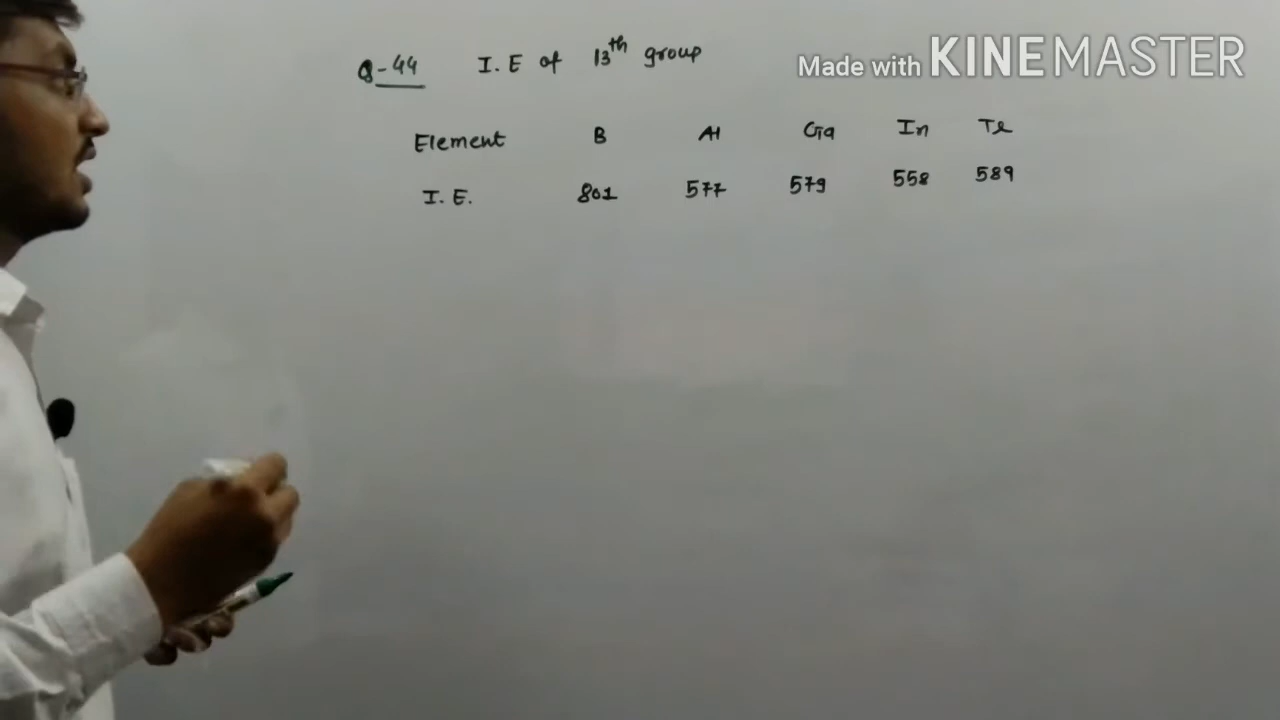 Q-44 I. E of 13th group
Made with KINEMASTER
Element B Al Ga In Tl
I. E. 801 577 579 558 589